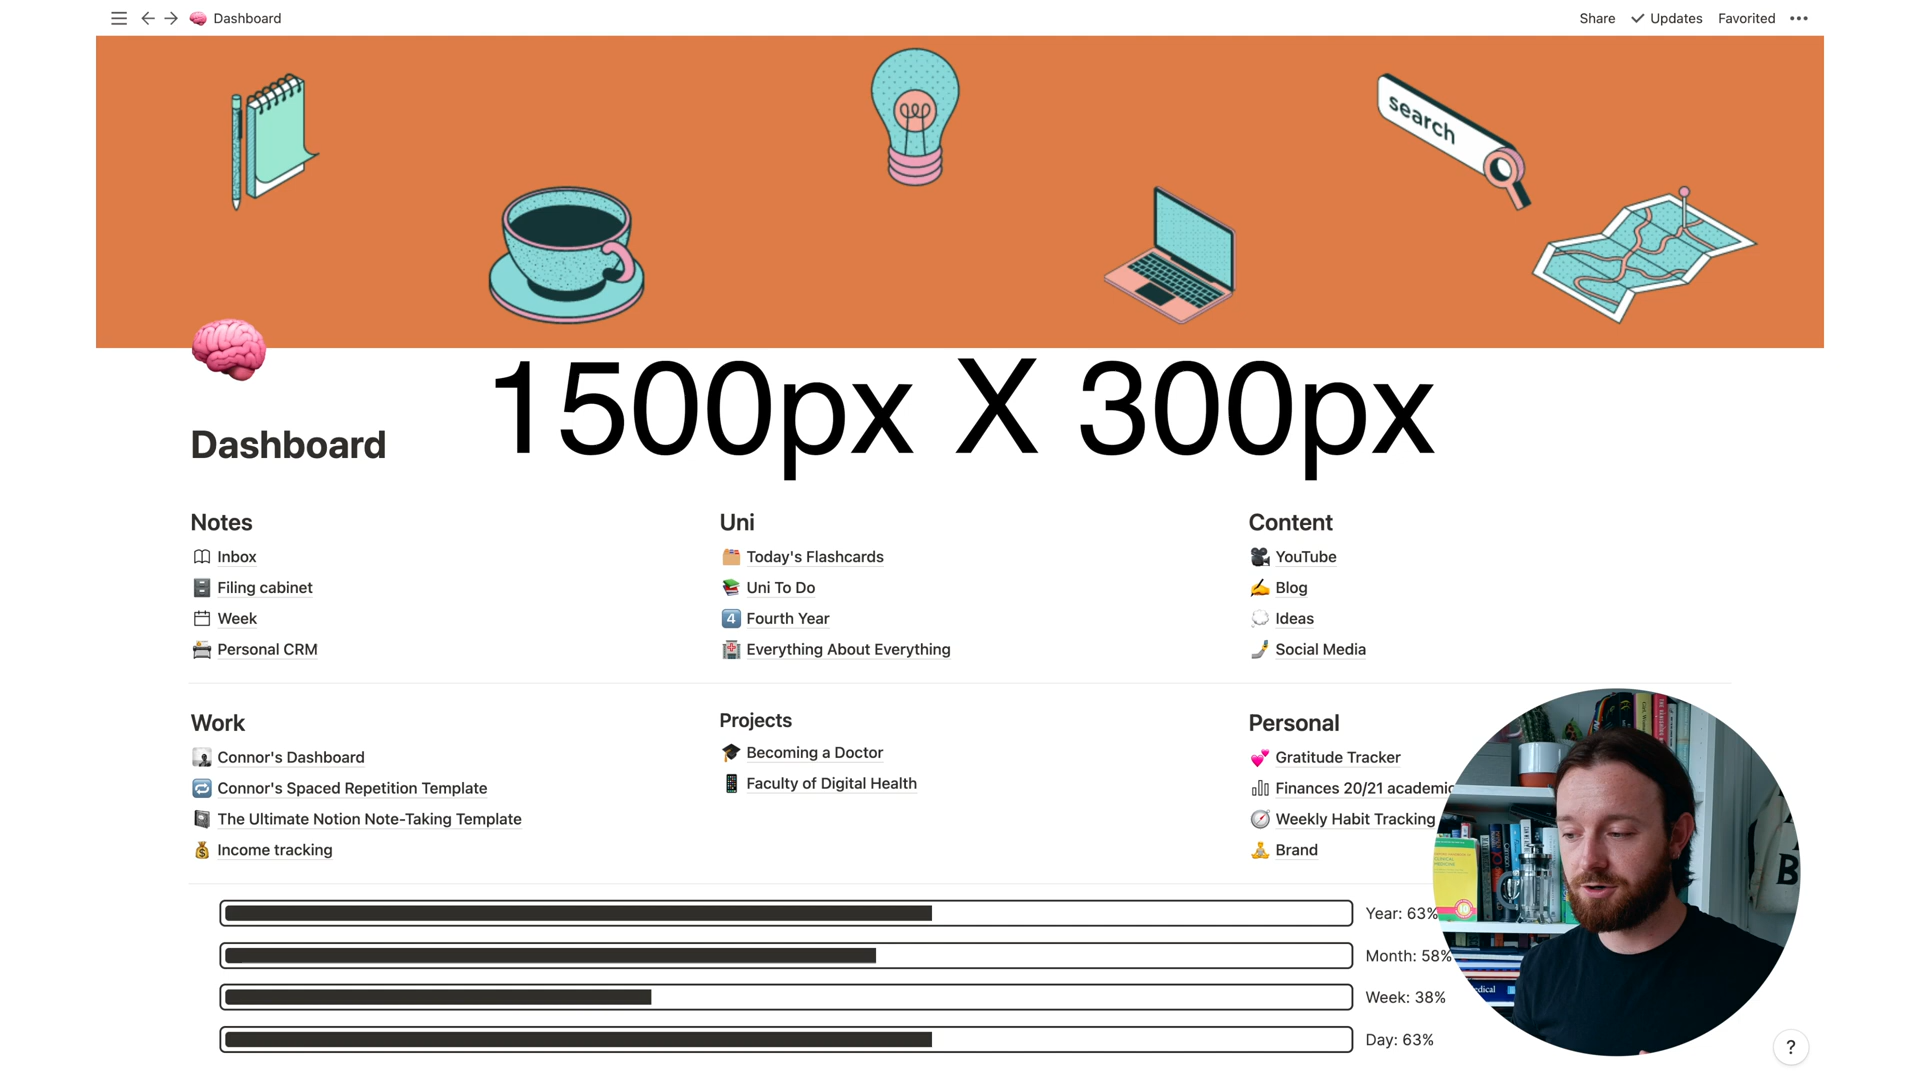 Dashboard
Share
Updates
Favorited
search
1500px X 300px
Dashboard
Notes
Inbox
Filing cabinet
Week
Personal CRM
Uni
Today's Flashcards
Uni To Do
4 Fourth Year
Everything About Everything
Content
YouTube
Blog
Ideas
Social Media
Work
Connor's Dashboard
Connor's Spaced Repetition Template
The Ultimate Notion Note-Taking Template
Income tracking
Projects
Becoming a Doctor
Faculty of Digital Health
Personal
Gratitude Tracker
Finances 20/21 academic
Weekly Habit Tracking
Brand
Year: 63%
Month: 58%
Week: 38%
Day: 63%
?